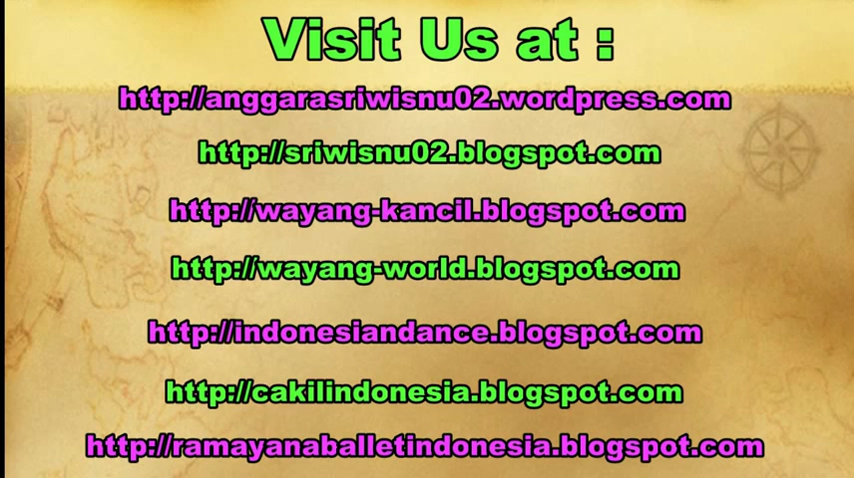 Visit Us at :
http://anggarasriwisnu02.wordpress.com
http://sriwisnu02.blogspot.com
http://wayang-kancil.blogspot.com
http://wayang-world.blogspot.com
http://indonesiandance.blogspot.com
http://cakilindonesia.blogspot.com
http://ramayanaballetindonesia.blogspot.com